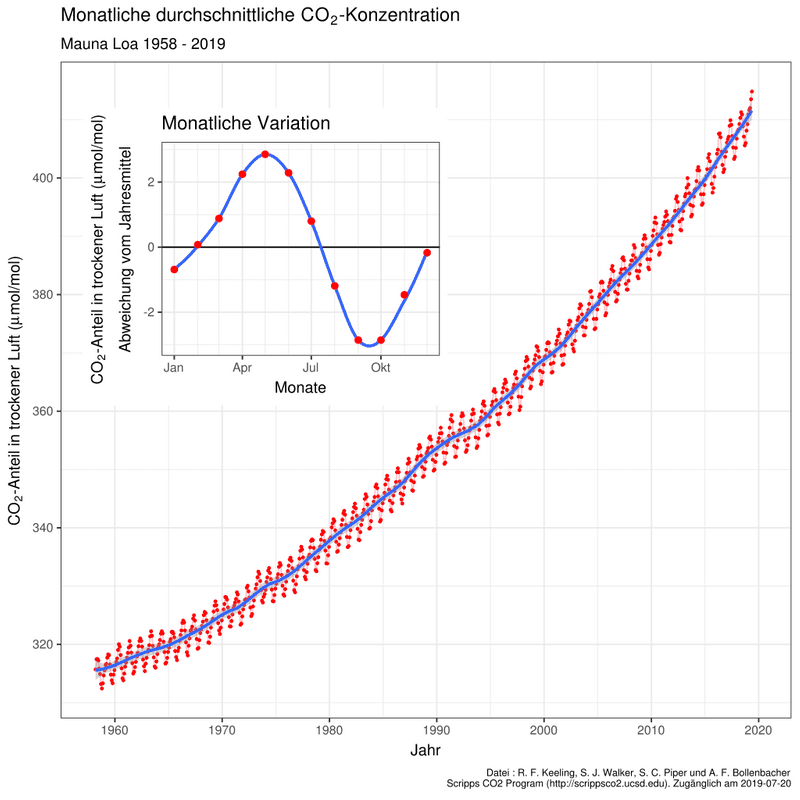 Monatliche durchschnittliche CO₂-Konzentration
Mauna Loa 1958 - 2019
CO₂-Anteil in trockener Luft (μmol/mol)
400
380
360
340
320
1960 1970 1980 1990 2000 2010 2020
Jahr
Monatliche Variation
CO₂-Anteil in trockener Luft (μmol/mol)
Abweichung vom Jahresmittel
2
0
-2
Jan Apr Jul Okt
Monate
Datei : R. F. Keeling, S. J. Walker, S. C. Piper und A. F. Bollenbacher
Scripps CO2 Program (http://scrippsco2.ucsd.edu). Zugänglich am 2019-07-20